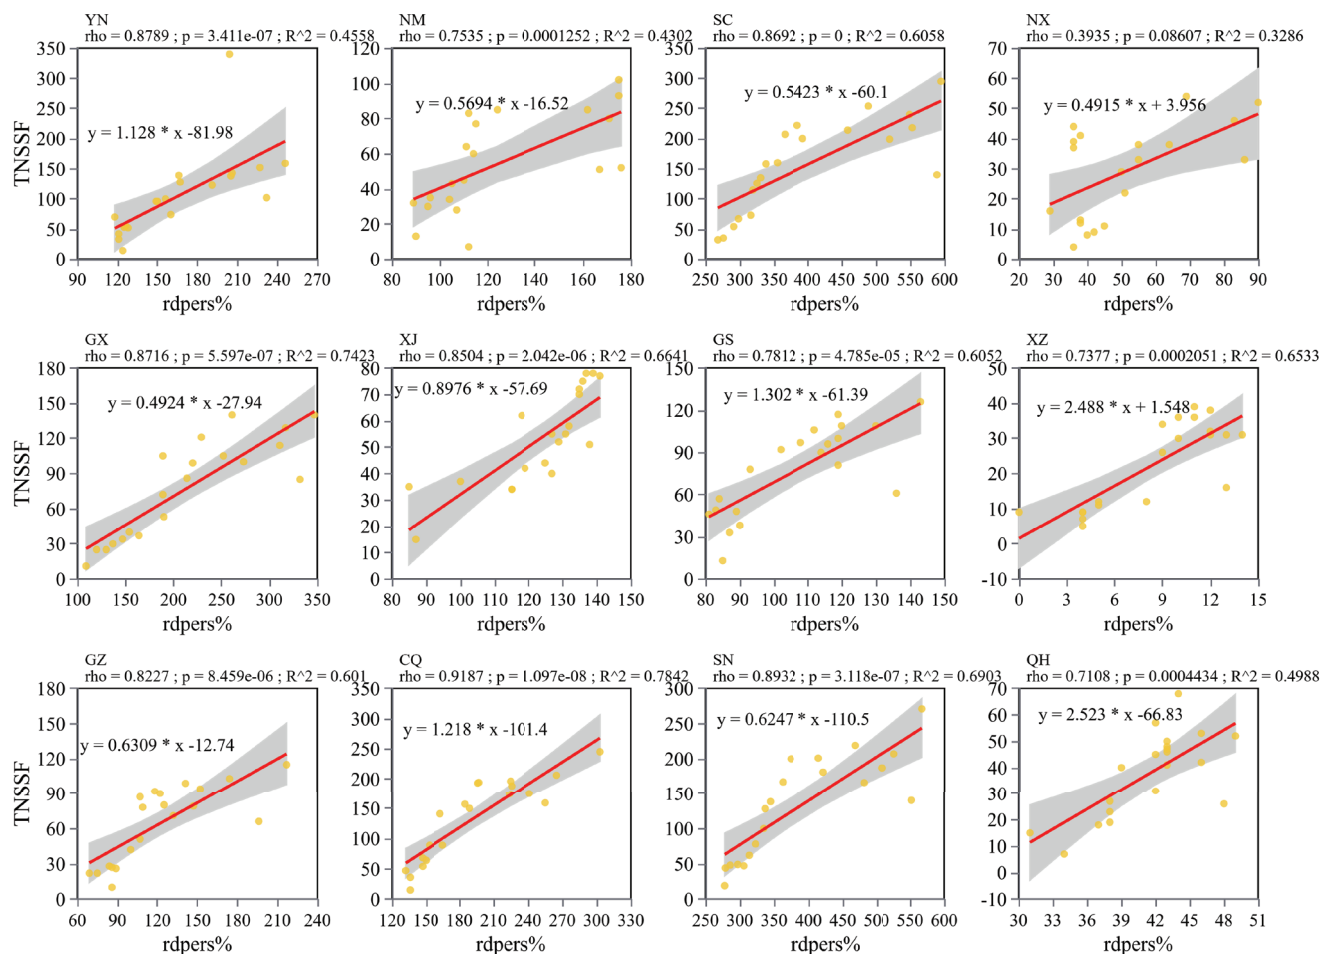 YN
rho = 0.8789 ; p = 3.411e-07 ; R^2 = 0.4558
y = 1.128 * x -81.98
TNSSF
350
300
250
200
150
100
50
0
90 120 150 180 210 240 270
rdpers%
NM
rho = 0.7535 ; p = 0.0001252 ; R^2 = 0.4302
y = 0.5694 * x -16.52
120
100
80
60
40
20
0
80 100 120 140 160 180
rdpers%
SC
rho = 0.8692 ; p = 0 ; R^2 = 0.6058
y = 0.5423 * x -60.1
350
300
250
200
150
100
50
0
250 300 350 400 450 500 550 600
rdpers%
NX
rho = 0.3935 ; p = 0.08607 ; R^2 = 0.3286
y = 0.4915 * x + 3.956
70
60
50
40
30
20
10
0
20 30 40 50 60 70 80 90
rdpers%
GX
rho = 0.8716 ; p = 5.597e-07 ; R^2 = 0.7423
y = 0.4924 * x -27.94
TNSSF
180
150
120
90
60
30
0
100 150 200 250 300 350
rdpers%
XJ
rho = 0.8504 ; p = 2.042e-06 ; R^2 = 0.6641
y = 0.8976 * x -57.69
80
70
60
50
40
30
20
10
0
80 90 100 110 120 130 140 150
rdpers%
GS
rho = 0.7812 ; p = 4.785e-05 ; R^2 = 0.6052
y = 1.302 * x -61.39
150
120
90
60
30
0
80 90 100 110 120 130 140 150
rdpers%
XZ
rho = 0.7377 ; p = 0.0002051 ; R^2 = 0.6533
y = 2.488 * x + 1.548
50
40
30
20
10
0
-10
0 3 6 9 12 15
rdpers%
GZ
rho = 0.8227 ; p = 8.459e-06 ; R^2 = 0.601
y = 0.6309 * x -12.74
TNSSF
180
150
120
90
60
30
0
60 90 120 150 180 210 240
rdpers%
CQ
rho = 0.9187 ; p = 1.097e-08 ; R^2 = 0.7842
y = 1.218 * x -101.4
350
300
250
200
150
100
50
0
120 150 180 210 240 270 300 330
rdpers%
SN
rho = 0.8932 ; p = 3.118e-07 ; R^2 = 0.6903
y = 0.6247 * x -110.5
300
250
200
150
100
50
0
250 300 350 400 450 500 550 600
rdpers%
QH
rho = 0.7108 ; p = 0.0004434 ; R^2 = 0.4988
y = 2.523 * x -66.83
70
60
50
40
30
20
10
0
-10
30 33 36 39 42 45 48 51
rdpers%